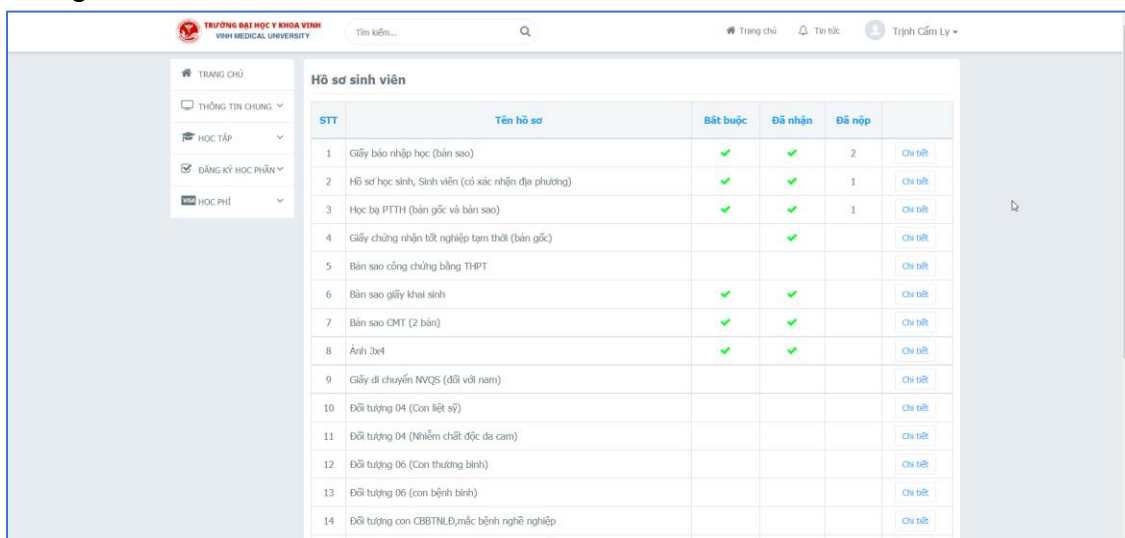 TRƯỜNG ĐẠI HỌC Y KHOA VINH
VINH MEDICAL UNIVERSITY
Tìm kiếm...
Trang chủ
Tin tức
Trịnh Cẩm Ly
TRANG CHỦ
THÔNG TIN CHUNG
HỌC TẬP
ĐĂNG KÝ HỌC PHẦN
VISA HỌC PHÍ
Hồ sơ sinh viên
STT Tên hồ sơ Bắt buộc Đã nhận Đã nộp
1 Giấy báo nhập học (bản sao) 2 Chi tiết
2 Hồ sơ học sinh, Sinh viên (có xác nhận địa phương) 1 Chi tiết
3 Học bạ PTTH (bản gốc và bản sao) 1 Chi tiết
4 Giấy chứng nhận tốt nghiệp tạm thời (bản gốc) Chi tiết
5 Bản sao công chứng bằng THPT Chi tiết
6 Bản sao giấy khai sinh Chi tiết
7 Bản sao CMT (2 bản) Chi tiết
8 Ảnh 3x4 Chi tiết
9 Giấy di chuyển NVQS (đối với nam) Chi tiết
10 Đối tượng 04 (Con liệt sỹ) Chi tiết
11 Đối tượng 04 (Nhiễm chất độc da cam) Chi tiết
12 Đối tượng 06 (Con thương binh) Chi tiết
13 Đối tượng 06 (con bệnh binh) Chi tiết
14 Đối tượng con CBBTNLĐ,mắc bệnh nghề nghiệp Chi tiết